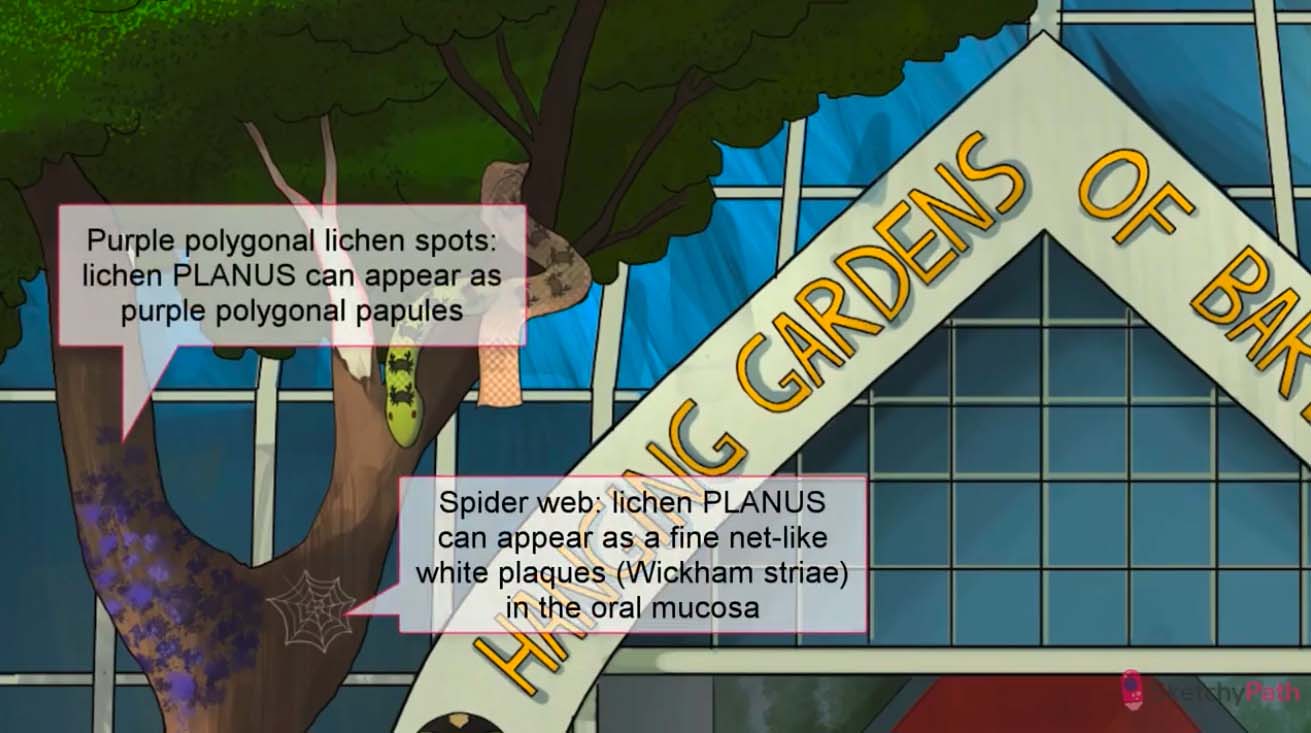 Purple polygonal lichen spots:
lichen PLANUS can appear as
purple polygonal papules
HANGING GARDENS
OF BAK
Spider web: lichen PLANUS
can appear as a fine net-like
white plaques (Wickham striae)
in the oral mucosa
SketchyPath